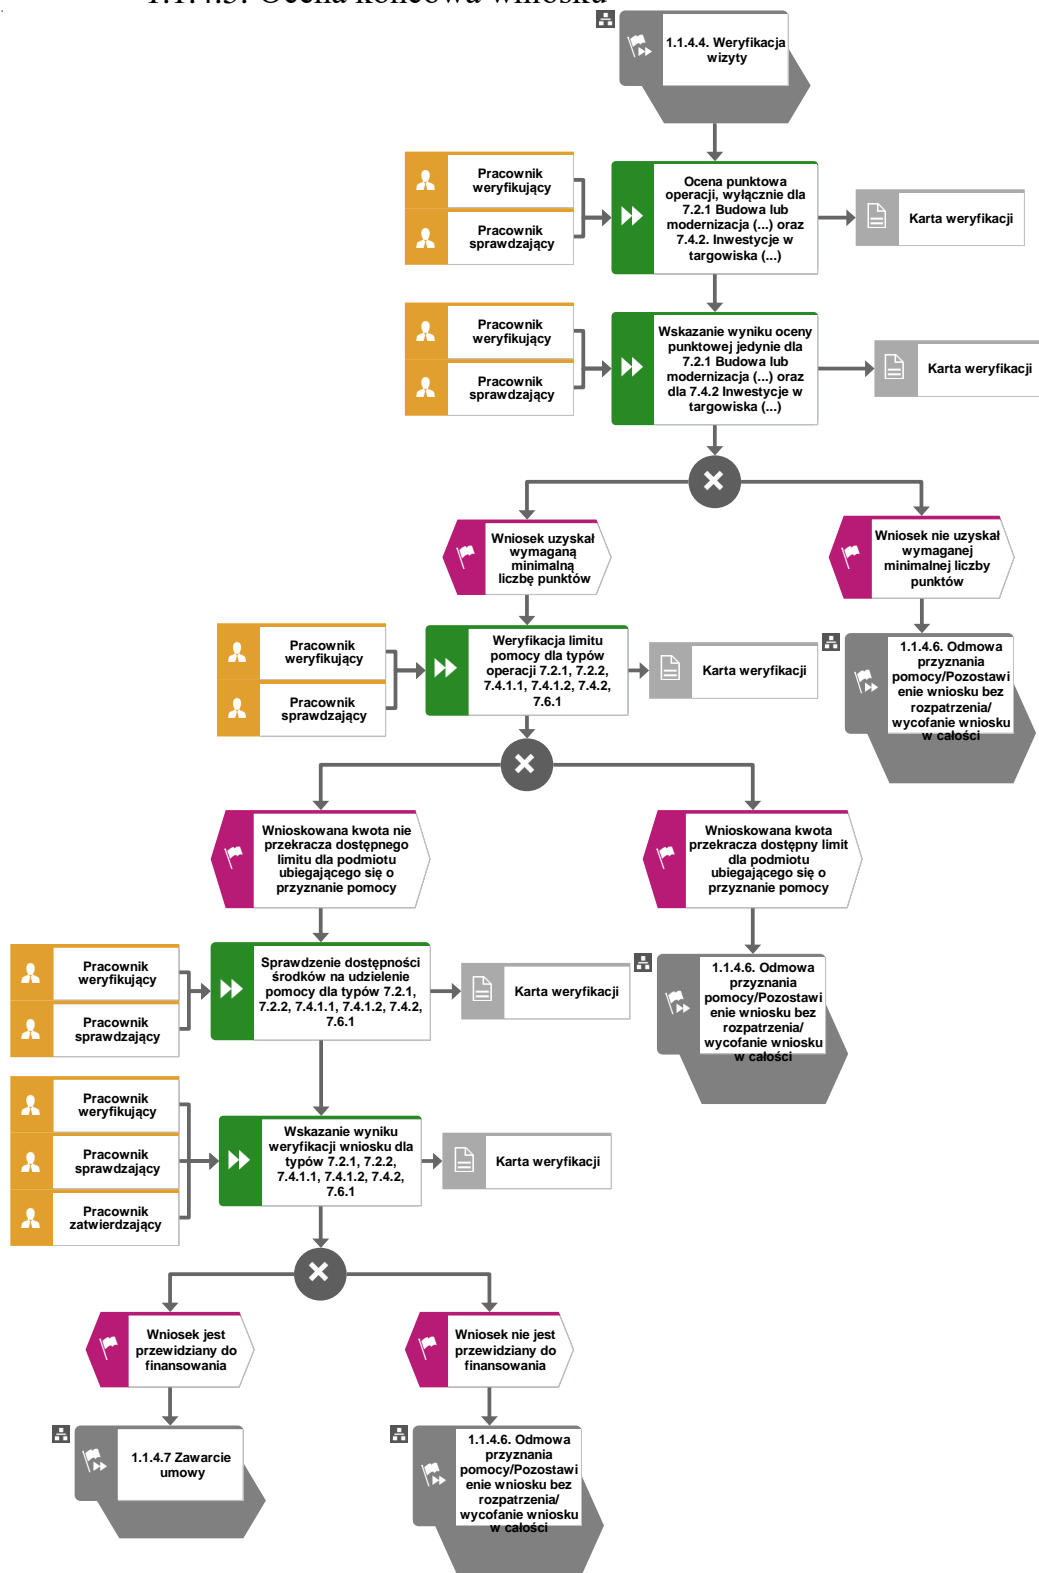 1.1.4.5. Ocena końcowa wniosku
1.1.4.4. Weryfikacja
wizyty
Pracownik
weryfikujący
Pracownik
sprawdzający
Ocena punktowa
operacji, wyłącznie dla
7.2.1 Budowa lub
modernizacja (...) oraz
7.4.2. Inwestycje w
targowiska (...)
Karta weryfikacji
Pracownik
weryfikujący
Pracownik
sprawdzający
Wskazanie wyniku oceny
punktowej jedynie dla
7.2.1 Budowa lub
modernizacja (...) oraz
dla 7.4.2 Inwestycje w
targowiska (...)
Karta weryfikacji
Wniosek uzyskał
wymaganą
minimalną
liczbę punktów
Wniosek nie uzyskał
wymaganej
minimalnej liczby
punktów
Pracownik
weryfikujący
Pracownik
sprawdzający
Weryfikacja limitu
pomocy dla typów
operacji 7.2.1, 7.2.2,
7.4.1.1, 7.4.1.2, 7.4.2,
7.6.1
Karta weryfikacji
1.1.4.6. Odmowa
przyznania
pomocy/Pozostawi
enie wniosku bez
rozpatrzenia/
wycofanie wniosku
w całości
Wnioskowana kwota nie
przekracza dostępnego
limitu dla podmiotu
ubiegającego się o
przyznanie pomocy
Wnioskowana kwota
przekracza dostępny limit
dla podmiotu
ubiegającego się o
przyznanie pomocy
Pracownik
weryfikujący
Pracownik
sprawdzający
Sprawdzenie dostępności
środków na udzielenie
pomocy dla typów 7.2.1,
7.2.2, 7.4.1.1, 7.4.1.2, 7.4.2,
7.6.1
Karta weryfikacji
1.1.4.6. Odmowa
przyznania
pomocy/Pozostawi
enie wniosku bez
rozpatrzenia/
wycofanie wniosku
w całości
Pracownik
weryfikujący
Pracownik
sprawdzający
Pracownik
zatwierdzający
Wskazanie wyniku
weryfikacji wniosku dla
typów 7.2.1, 7.2.2,
7.4.1.1, 7.4.1.2, 7.4.2,
7.6.1
Karta weryfikacji
Wniosek jest
przewidziany do
finansowania
Wniosek nie jest
przewidziany do
finansowania
1.1.4.7 Zawarcie
umowy
1.1.4.6. Odmowa
przyznania
pomocy/Pozostawi
enie wniosku bez
rozpatrzenia/
wycofanie wniosku
w całości